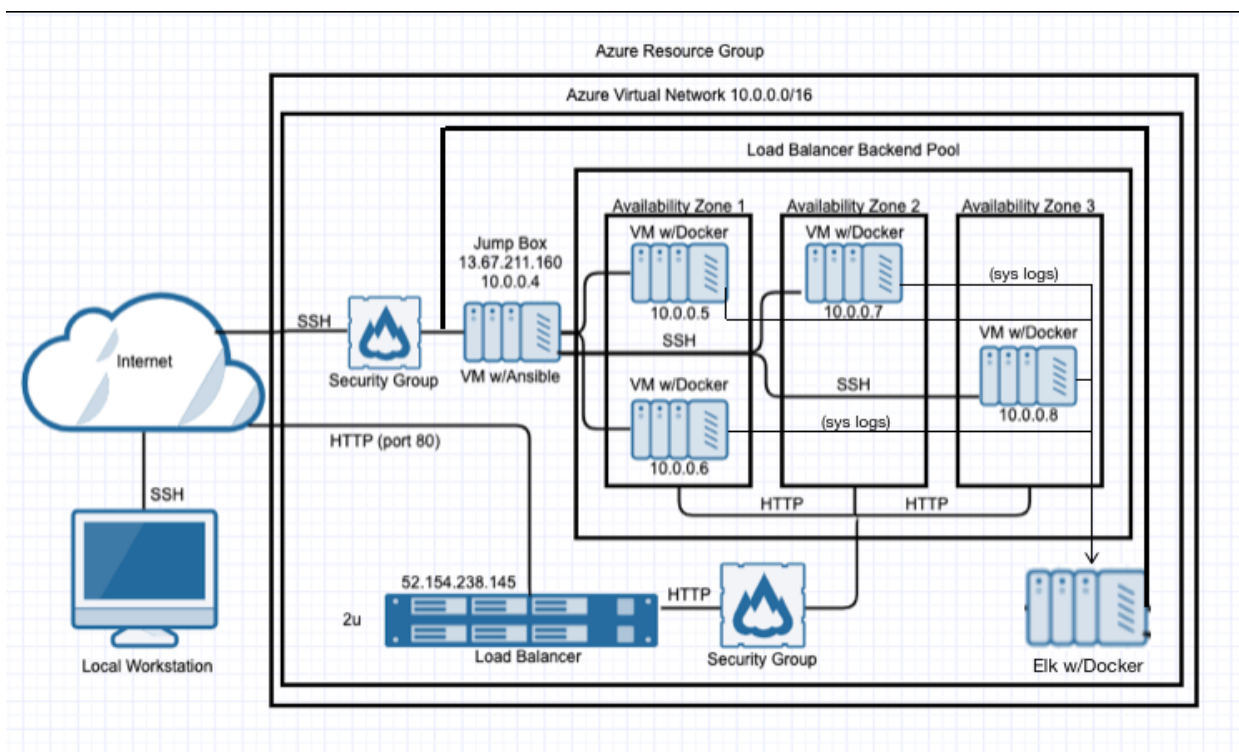 Azure Resource Group
Azure Virtual Network 10.0.0.0/16
Load Balancer Backend Pool
Availability Zone 1
Availability Zone 2
Availability Zone 3
VM w/Docker
10.0.0.5
VM w/Docker
10.0.0.7
(sys logs)
VM w/Docker
10.0.0.8
Jump Box
13.67.211.160
10.0.0.4
VM w/Ansible
SSH
Security Group
Internet
SSH
SSH
VM w/Docker
10.0.0.6
(sys logs)
HTTP (port 80)
SSH
HTTP
HTTP
Local Workstation
52.154.238.145
2u
Load Balancer
HTTP
Security Group
Elk w/Docker